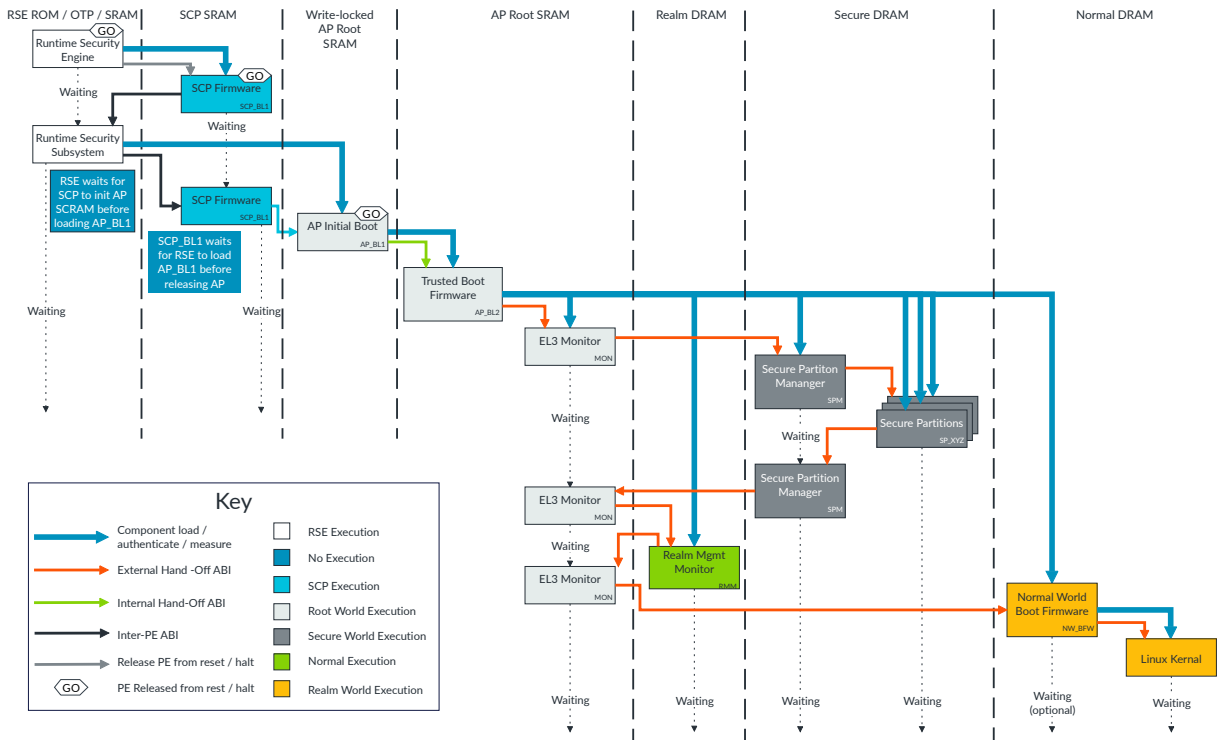 RSE ROM / OTP / SRAM
SCP SRAM
Write-locked
AP Root
SRAM
AP Root SRAM
Realm DRAM
Secure DRAM
Normal DRAM
GO
Runtime Security
Engine
Waiting
GO
SCP Firmware
SCP_BL1
Waiting
Runtime Security
Subsystem
RSE waits for
SCP to init AP
SCRAM before
loading AP_BL1
SCP Firmware
SCP_BL1
SCP_BL1 waits
for RSE to load
AP_BL1 before
releasing AP
GO
AP Initial Boot
AP_BL1
Trusted Boot
Firmware
AP_BL2
Waiting
Waiting
EL3 Monitor
MON
Secure Partiton
Mananger
SPM
Waiting
Secure Partitions
SP_XYZ
Waiting
Secure Partition
Manager
SPM
EL3 Monitor
MON
Waiting
Realm Mgmt
Monitor
RMM
EL3 Monitor
MON
Normal World
Boot Firmware
NW_BFW
Linux Kernal
Waiting
Waiting
Waiting
Waiting
Waiting
(optional)
Waiting
Key
Component load /
authenticate / measure
External Hand -Off ABI
Internal Hand-Off ABI
Inter-PE ABI
Release PE from reset / halt
GO
PE Released from rest / halt
RSE Execution
No Execution
SCP Execution
Root World Execution
Secure World Execution
Normal Execution
Realm World Execution